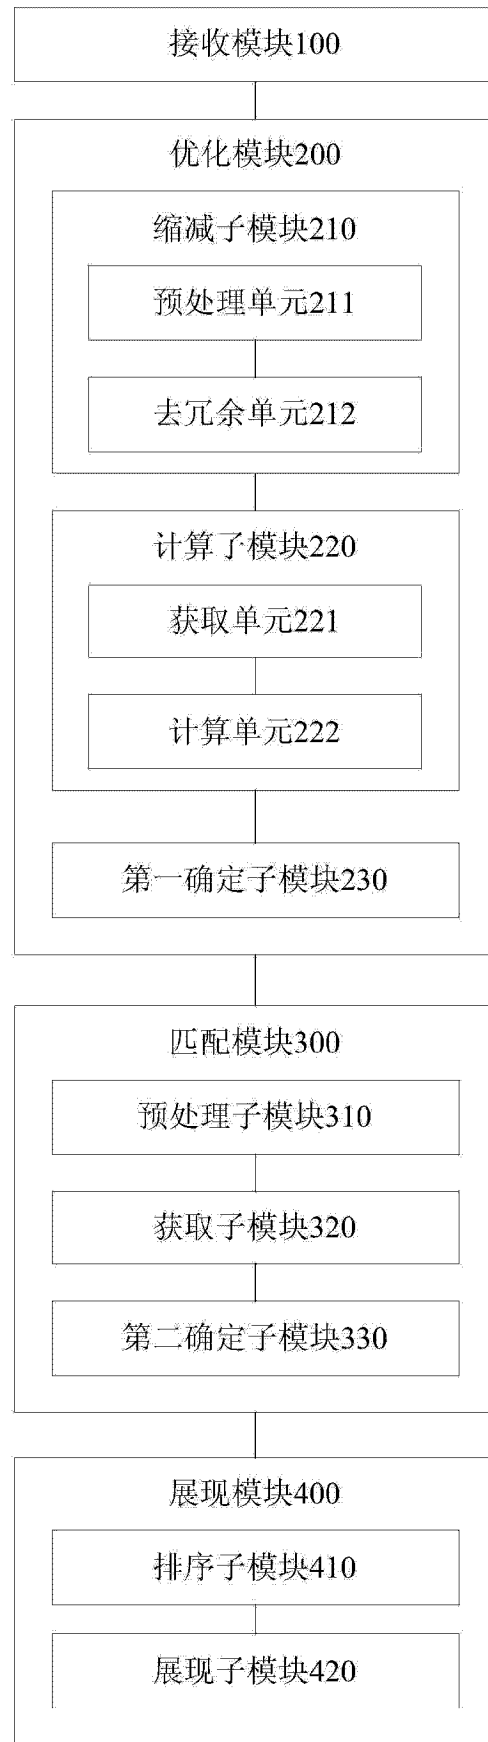 接收模块100
优化模块200
缩减子模块210
预处理单元211
去冗余单元212
计算子模块220
获取单元221
计算单元222
第一确定子模块230
匹配模块300
预处理子模块310
获取子模块320
第二确定子模块330
展现模块400
排序子模块410
展现子模块420